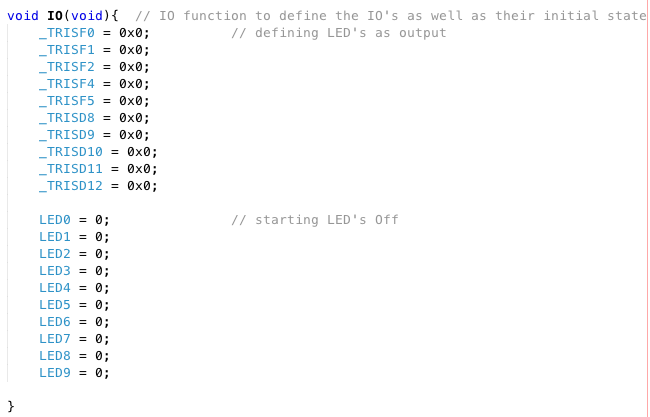 void IO(void){  // IO function to define the IO's as well as their initial state
    _TRISF0 = 0x0;          // defining LED's as output
    _TRISF1 = 0x0;
    _TRISF2 = 0x0;
    _TRISF4 = 0x0;
    _TRISF5 = 0x0;
    _TRISD8 = 0x0;
    _TRISD9 = 0x0;
    _TRISD10 = 0x0;
    _TRISD11 = 0x0;
    _TRISD12 = 0x0;

    LED0 = 0;               // starting LED's Off
    LED1 = 0;
    LED2 = 0;
    LED3 = 0;
    LED4 = 0;
    LED5 = 0;
    LED6 = 0;
    LED7 = 0;
    LED8 = 0;
    LED9 = 0;

}